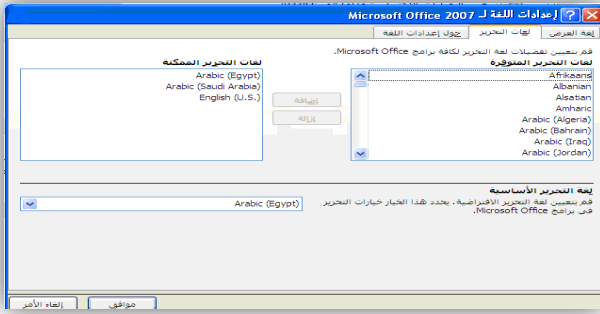 إعدادات اللغة لـ Microsoft Office 2007
لغة العرض
لغات التحرير
حول إعدادات اللغة
قم بتعيين تفضيلات لغة التحرير لكافة برامج Microsoft Office.
لغات التحرير المتوفرة
Afrikaans
Albanian
Alsatian
Amharic
Arabic (Algeria)
Arabic (Bahrain)
Arabic (Iraq)
Arabic (Jordan)
إضافة
إزالة
لغات التحرير الممكنة
Arabic (Egypt)
Arabic (Saudi Arabia)
English (U.S.)
لغة التحرير الأساسية
قم بتعيين لغة التحرير الافتراضية. يحدد هذا الخيار خيارات التحرير
في برامج Microsoft Office.
Arabic (Egypt)
موافق
إلغاء الأمر